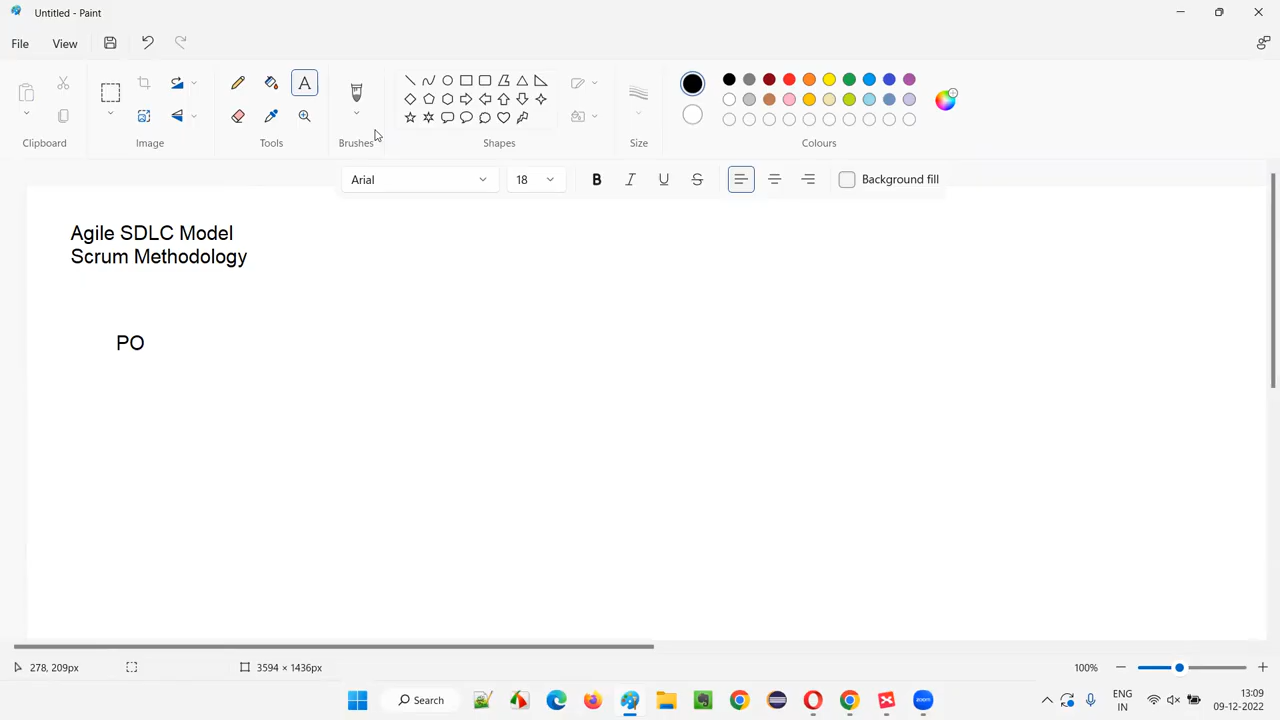 Untitled - Paint
File
View
Clipboard
Image
Tools
Brushes
Shapes
Size
Colours
A
Arial
18
B
I
U
S
Background fill
Agile SDLC Model
Scrum Methodology
PO
278, 209px
3594 × 1436px
100%
Search
zoom
ENG
IN
13:09
09-12-2022